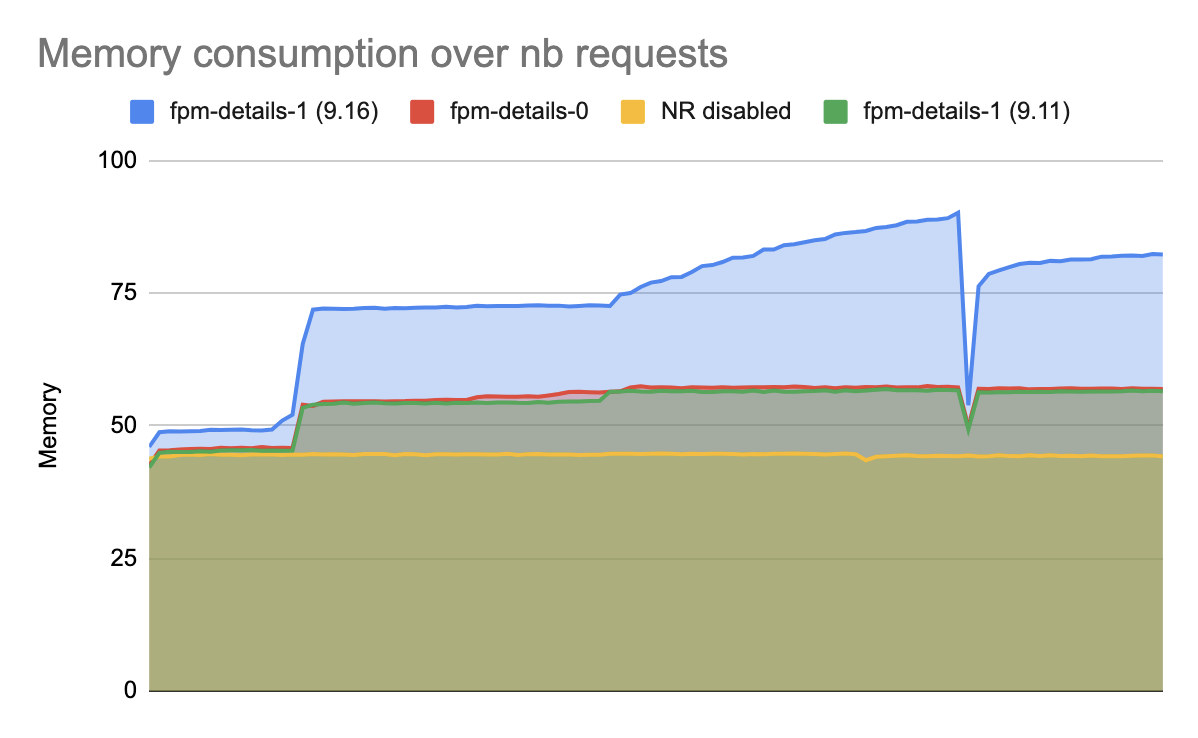 Memory consumption over nb requests
fpm-details-1 (9.16) fpm-details-0 NR disabled fpm-details-1 (9.11)
100
75
50
25
0
Memory